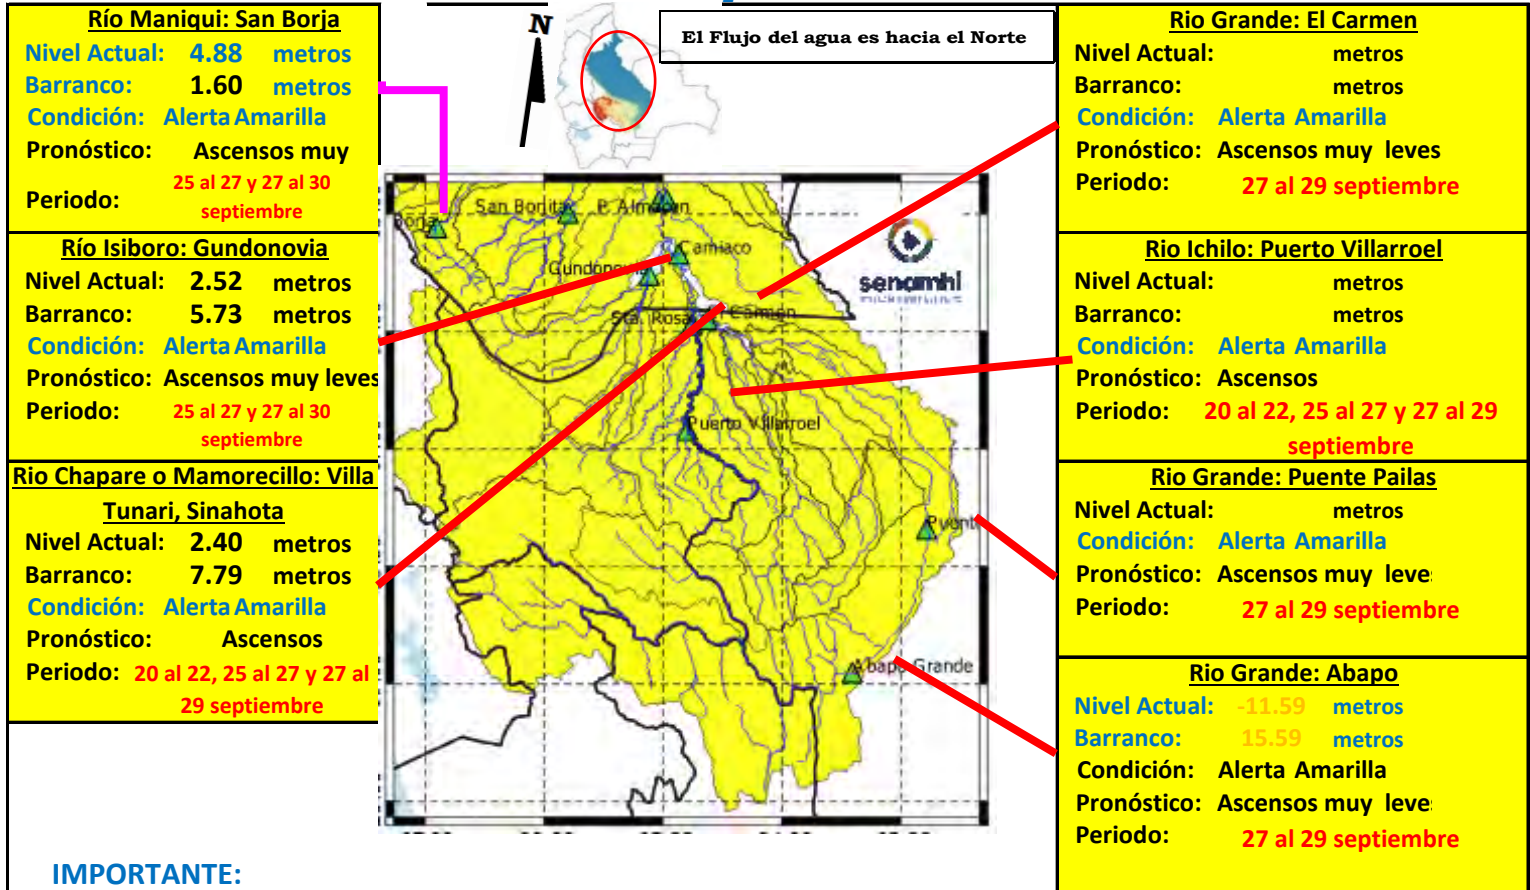 Río Maniqui: San Borja
Nivel Actual: 4.88 metros
Barranco: 1.60 metros
Condición: Alerta Amarilla
Pronóstico: Ascensos muy
Periodo: 25 al 27 y 27 al 30
septiembre
Río Isiboro: Gundonovia
Nivel Actual: 2.52 metros
Barranco: 5.73 metros
Condición: Alerta Amarilla
Pronóstico: Ascensos muy leves
Periodo: 25 al 27 y 27 al 30
septiembre
Rio Chapare o Mamorecillo: Villa
Tunari, Sinahota
Nivel Actual: 2.40 metros
Barranco: 7.79 metros
Condición: Alerta Amarilla
Pronóstico: Ascensos
Periodo: 20 al 22, 25 al 27 y 27 al
29 septiembre
IMPORTANTE:
N
El Flujo del agua es hacia el Norte
Borja
San Bonita
P. Almacen
Camiaco
Gundonovia
senamhi
Sta. Rosa
Carmen
Puerto Villarroel
Puent
Abapo Grande
Rio Grande: El Carmen
Nivel Actual: metros
Barranco: metros
Condición: Alerta Amarilla
Pronóstico: Ascensos muy leves
Periodo: 27 al 29 septiembre
Rio Ichilo: Puerto Villarroel
Nivel Actual: metros
Barranco: metros
Condición: Alerta Amarilla
Pronóstico: Ascensos
Periodo: 20 al 22, 25 al 27 y 27 al 29
septiembre
Rio Grande: Puente Pailas
Nivel Actual: metros
Condición: Alerta Amarilla
Pronóstico: Ascensos muy leve
Periodo: 27 al 29 septiembre
Rio Grande: Abapo
Nivel Actual: -11.59 metros
Barranco: 15.59 metros
Condición: Alerta Amarilla
Pronóstico: Ascensos muy leve
Periodo: 27 al 29 septiembre